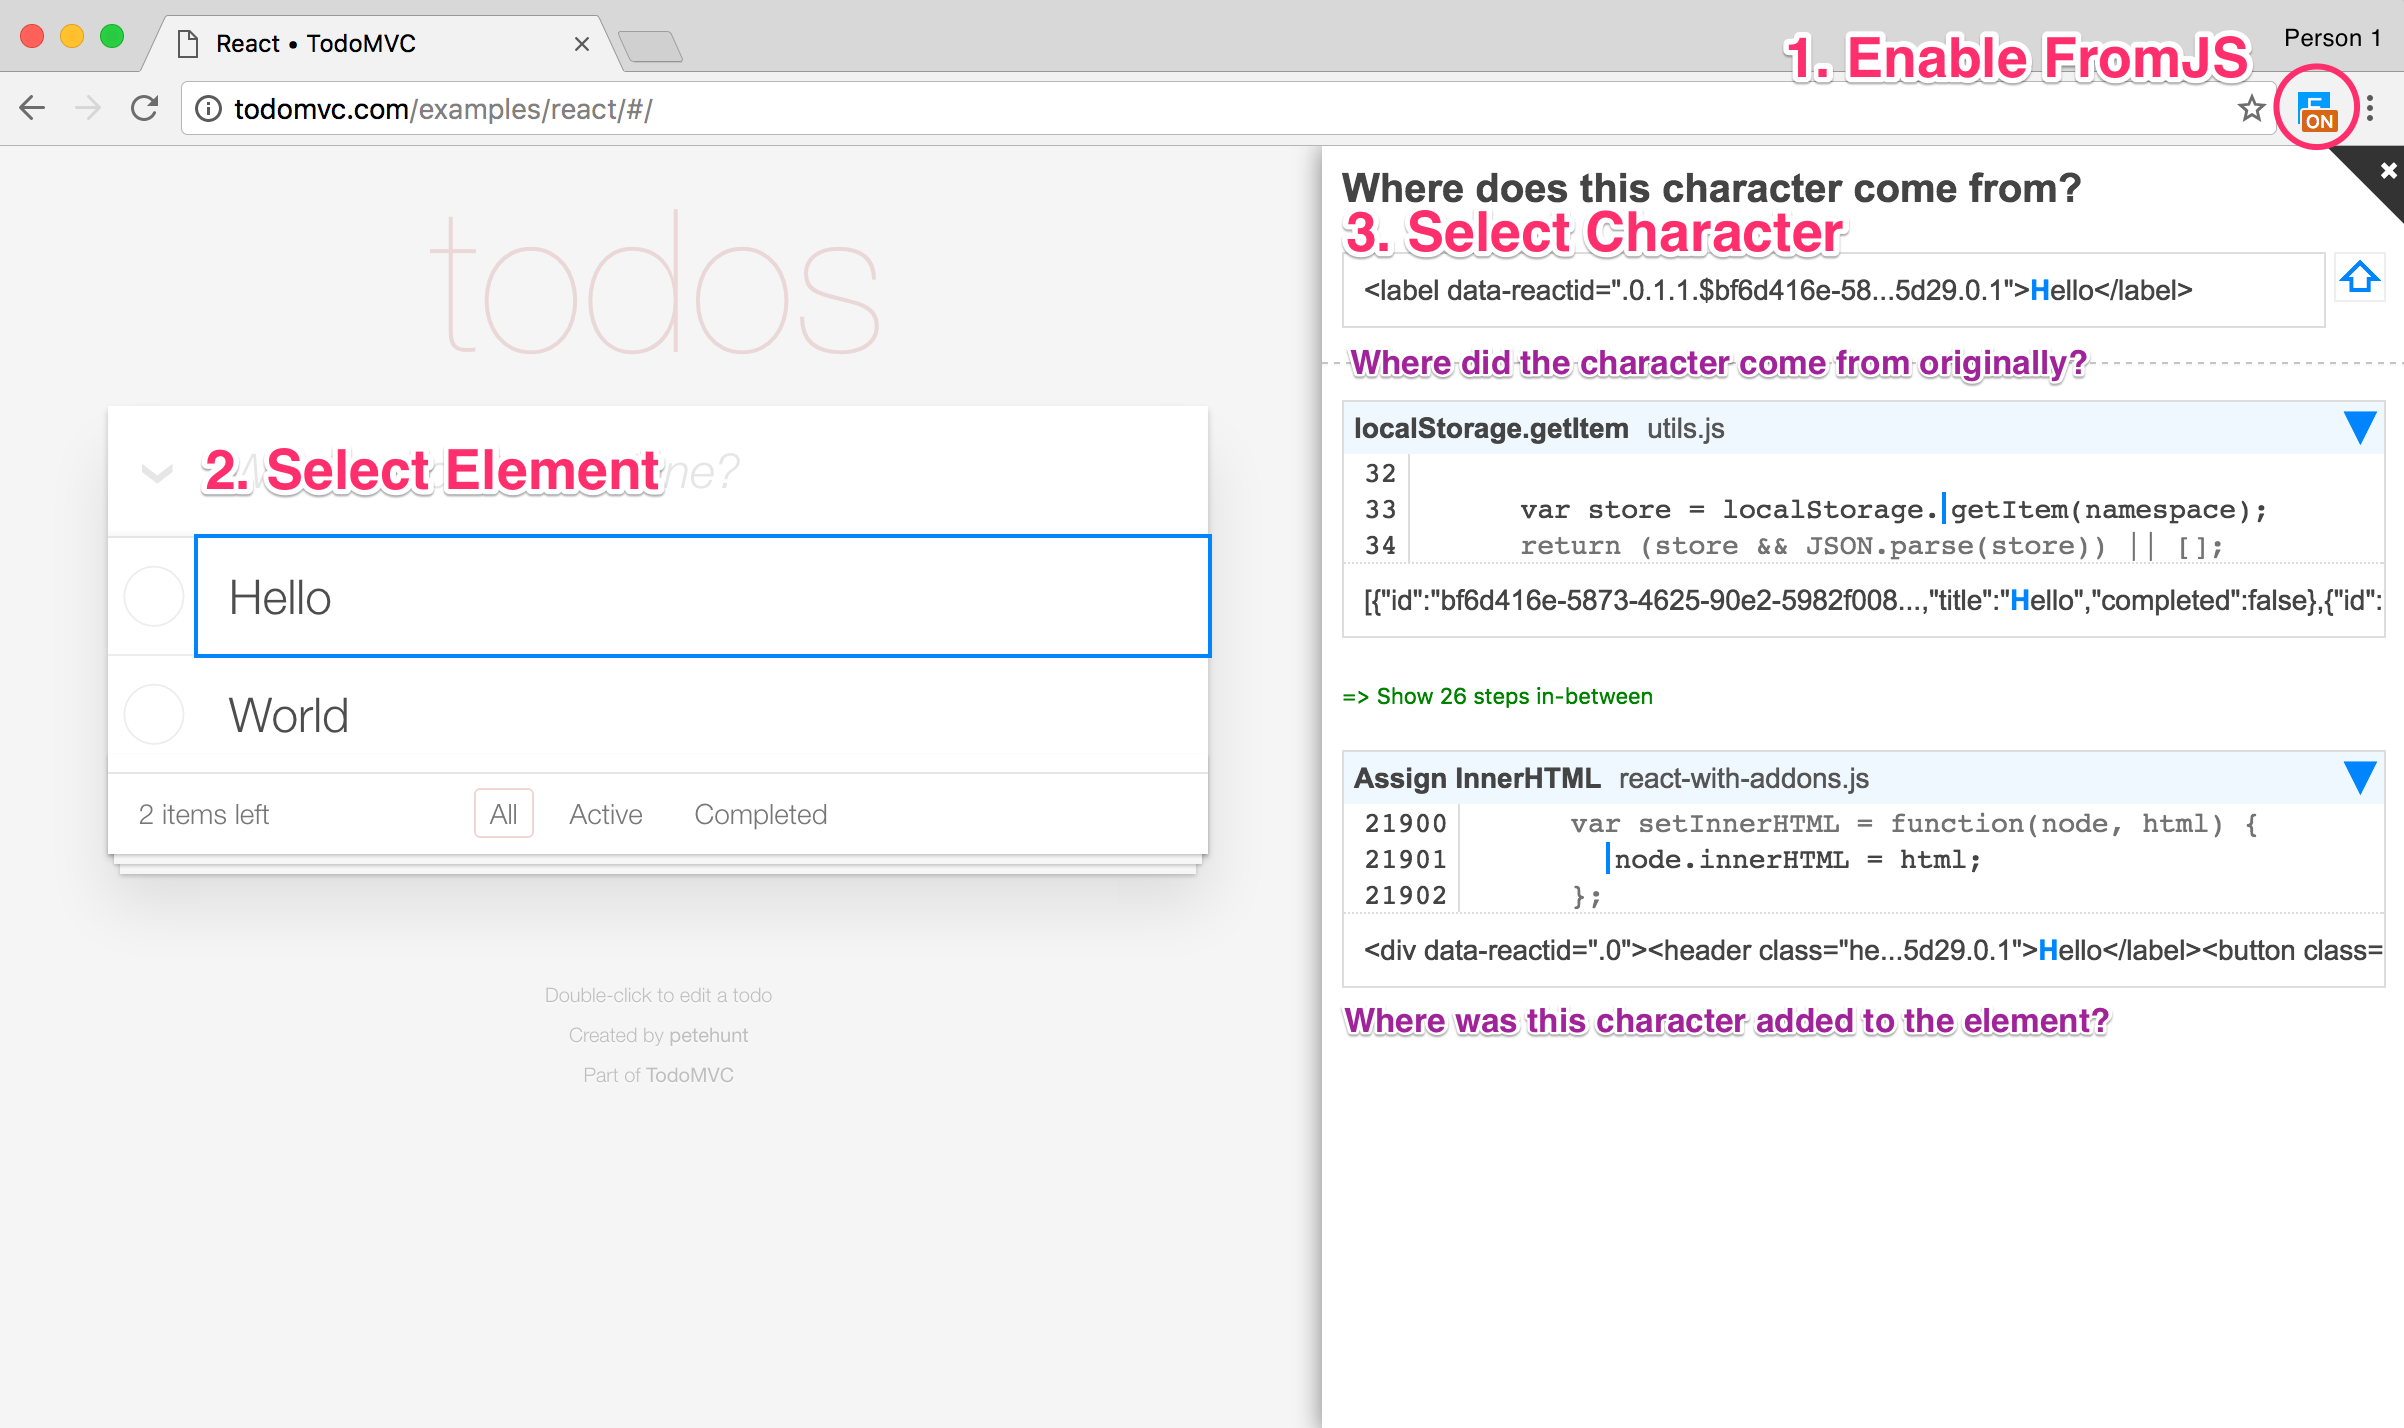 React • TodoMVC
Person 1
1. Enable FromJS
todomvc.com/examples/react/#/
ON
todos
2. Select Element
ne?
Hello
World
2 items left
All
Active
Completed
Double-click to edit a todo
Created by petehunt
Part of TodoMVC
Where does this character come from?
3. Select Character
<label data-reactid=".0.1.1.$bf6d416e-58...5d29.0.1">Hello</label>
Where did the character come from originally?
localStorage.getItem utils.js
32
33 var store = localStorage.getItem(namespace);
34 return (store && JSON.parse(store)) || [];
[{"id":"bf6d416e-5873-4625-90e2-5982f008...,"title":"Hello","completed":false},{"id":
=> Show 26 steps in-between
Assign InnerHTML react-with-addons.js
21900 var setInnerHTML = function(node, html) {
21901 node.innerHTML = html;
21902 };
<div data-reactid=".0"><header class="he...5d29.0.1">Hello</label><button class=
Where was this character added to the element?